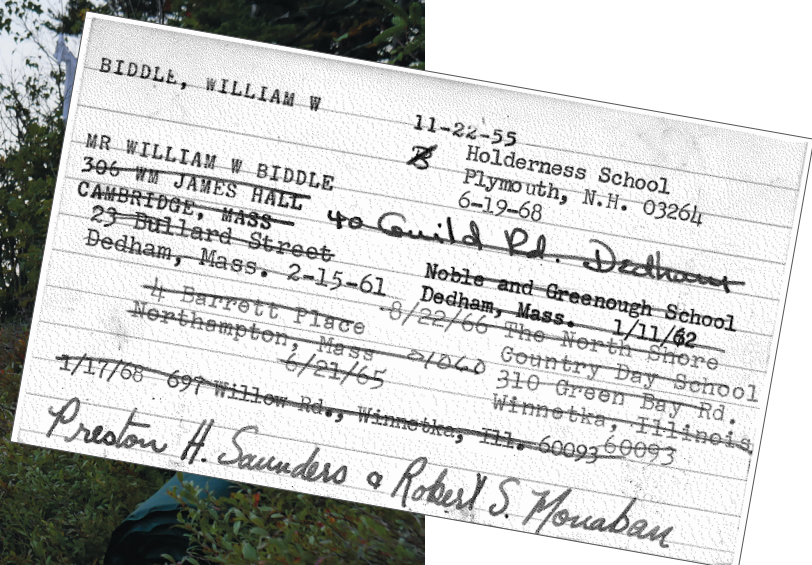 BIDDLE, WILLIAM W
11-22-55
B Holderness School
Plymouth, N.H. 03264
6-19-68
MR WILLIAM W BIDDLE
306 WM JAMES HALL
CAMBRIDGE, MASS
23 Bullard Street
Dedham, Mass. 2-15-61
40 Guild Rd. Dedham
Noble and Greenough School
Dedham, Mass. 1/11/62
4 Barrett Place
Northampton, Mass 01060
6/21/65
8/22/66 The North Shore
Country Day School
310 Green Bay Rd.
Winnetka, Illinois
60093
1/17/68 697 Willow Rd., Winnetka, Ill. 60093
Preston H. Saunders & Robert S. Monahan